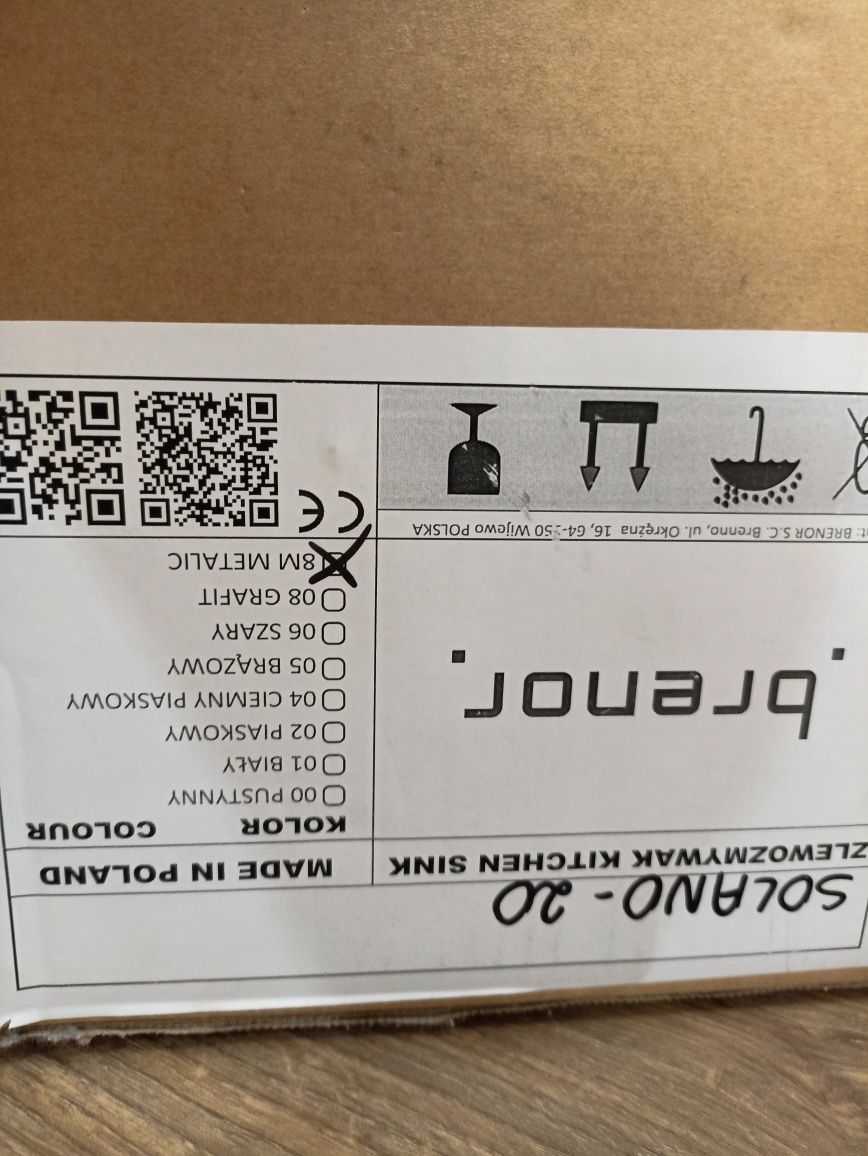 SOLANO-20
ZLEWOZMYWAK KITCHEN SINK
MADE IN POLAND
.brenor.
BRENOR S.C. Brenno, ul. Okrężna 16, Wijewo POLSKA
KOLOR COLOUR
00 PUSTYNNY
01 BIAŁY
02 PIASKOWY
04 CIEMNY PIASKOWY
05 BRĄZOWY
06 SZARY
08 GRAFIT
8M METALIC
CE